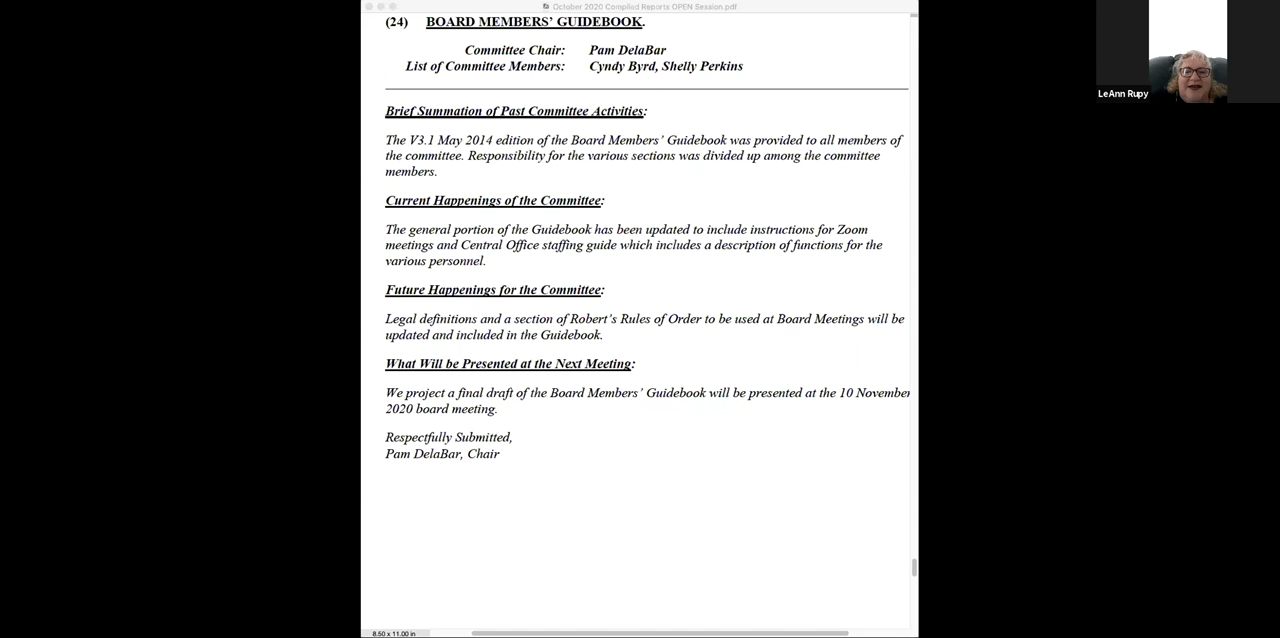 October 2020 Compiled Reports OPEN Session.pdf
(24) BOARD MEMBERS’ GUIDEBOOK.
Committee Chair: Pam DelaBar
List of Committee Members: Cyndy Byrd, Shelly Perkins
Brief Summation of Past Committee Activities:
The V3.1 May 2014 edition of the Board Members’ Guidebook was provided to all members of
the committee. Responsibility for the various sections was divided up among the committee
members.
Current Happenings of the Committee:
The general portion of the Guidebook has been updated to include instructions for Zoom
meetings and Central Office staffing guide which includes a description of functions for the
various personnel.
Future Happenings for the Committee:
Legal definitions and a section of Robert’s Rules of Order to be used at Board Meetings will be
updated and included in the Guidebook.
What Will be Presented at the Next Meeting:
We project a final draft of the Board Members’ Guidebook will be presented at the 10 November
2020 board meeting.
Respectfully Submitted,
Pam DelaBar, Chair
8.50 x 11.00 in
LeAnn Rupy